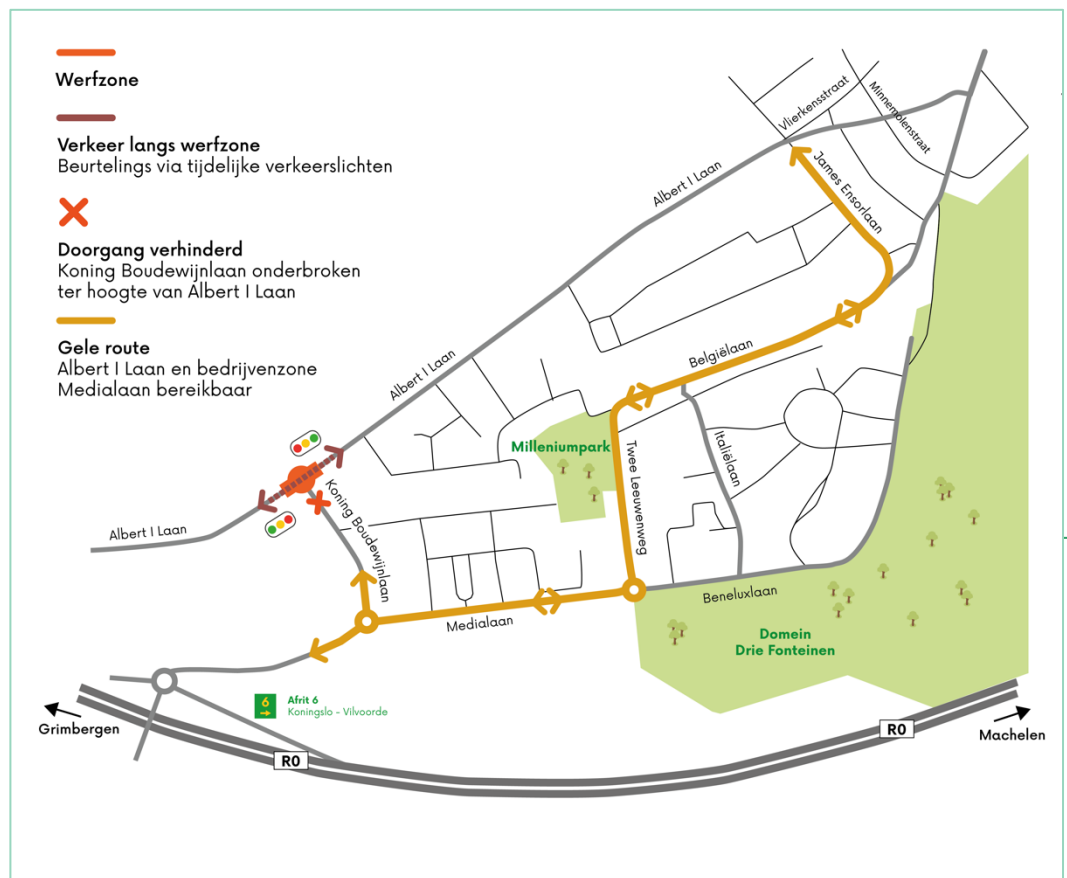 Werfzone
Verkeer langs werfzone
Beurtelings via tijdelijke verkeerslichten
Doorgang verhinderd
Koning Boudewijnlaan onderbroken
ter hoogte van Albert I Laan
Gele route
Albert I Laan en bedrijvenzone
Medialaan bereikbaar
Vlierkensstraat
Minnemolenstraat
James Ensorlaan
Albert I Laan
Belgiëlaan
Albert I Laan
Milleniumpark
Italiëlaan
Twee Leeuwenweg
Koning Boudewijnlaan
Albert I Laan
Beneluxlaan
Medialaan
Domein
Drie Fonteinen
6
Afrit 6
Koningslo - Vilvoorde
Grimbergen
R0
R0
Machelen